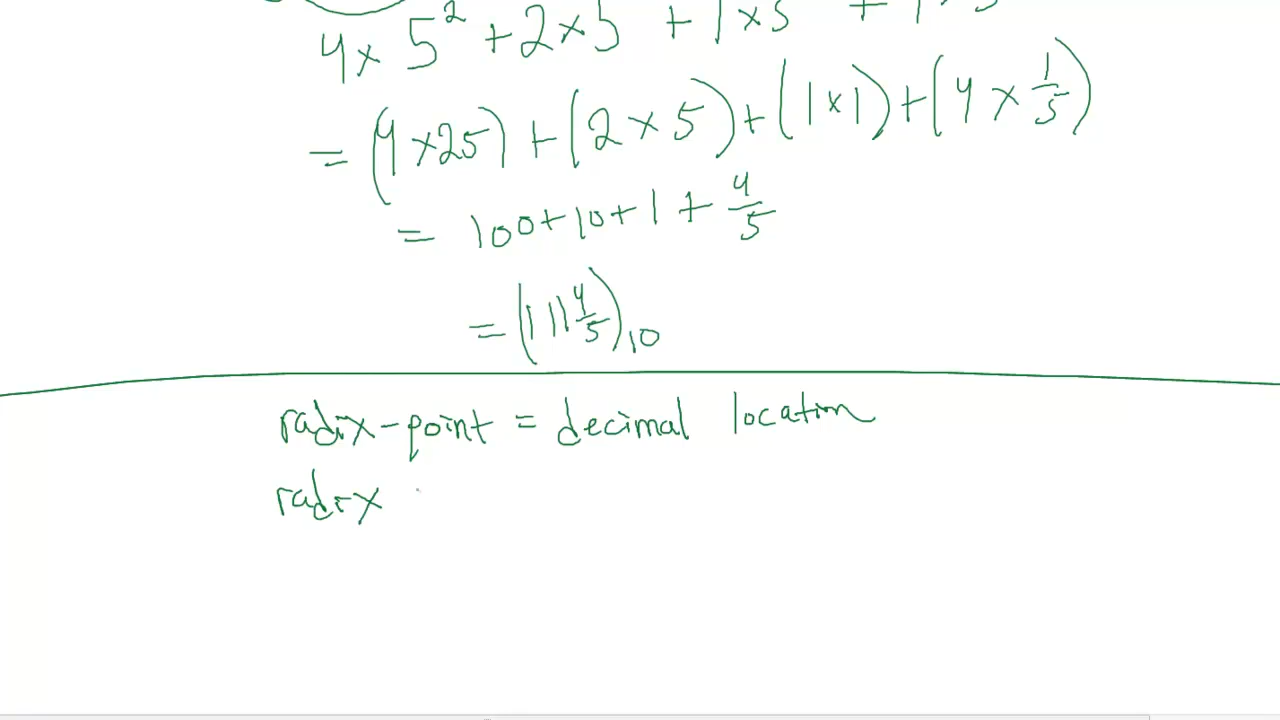 4 × 5² + 2 × 5 + 1 × 5 +
= (4 × 25) + (2 × 5) + (1 × 1) + (4 × 1/5)
= 100 + 10 + 1 + 4/5
= (111 4/5)₁₀
radix-point = decimal location
radix